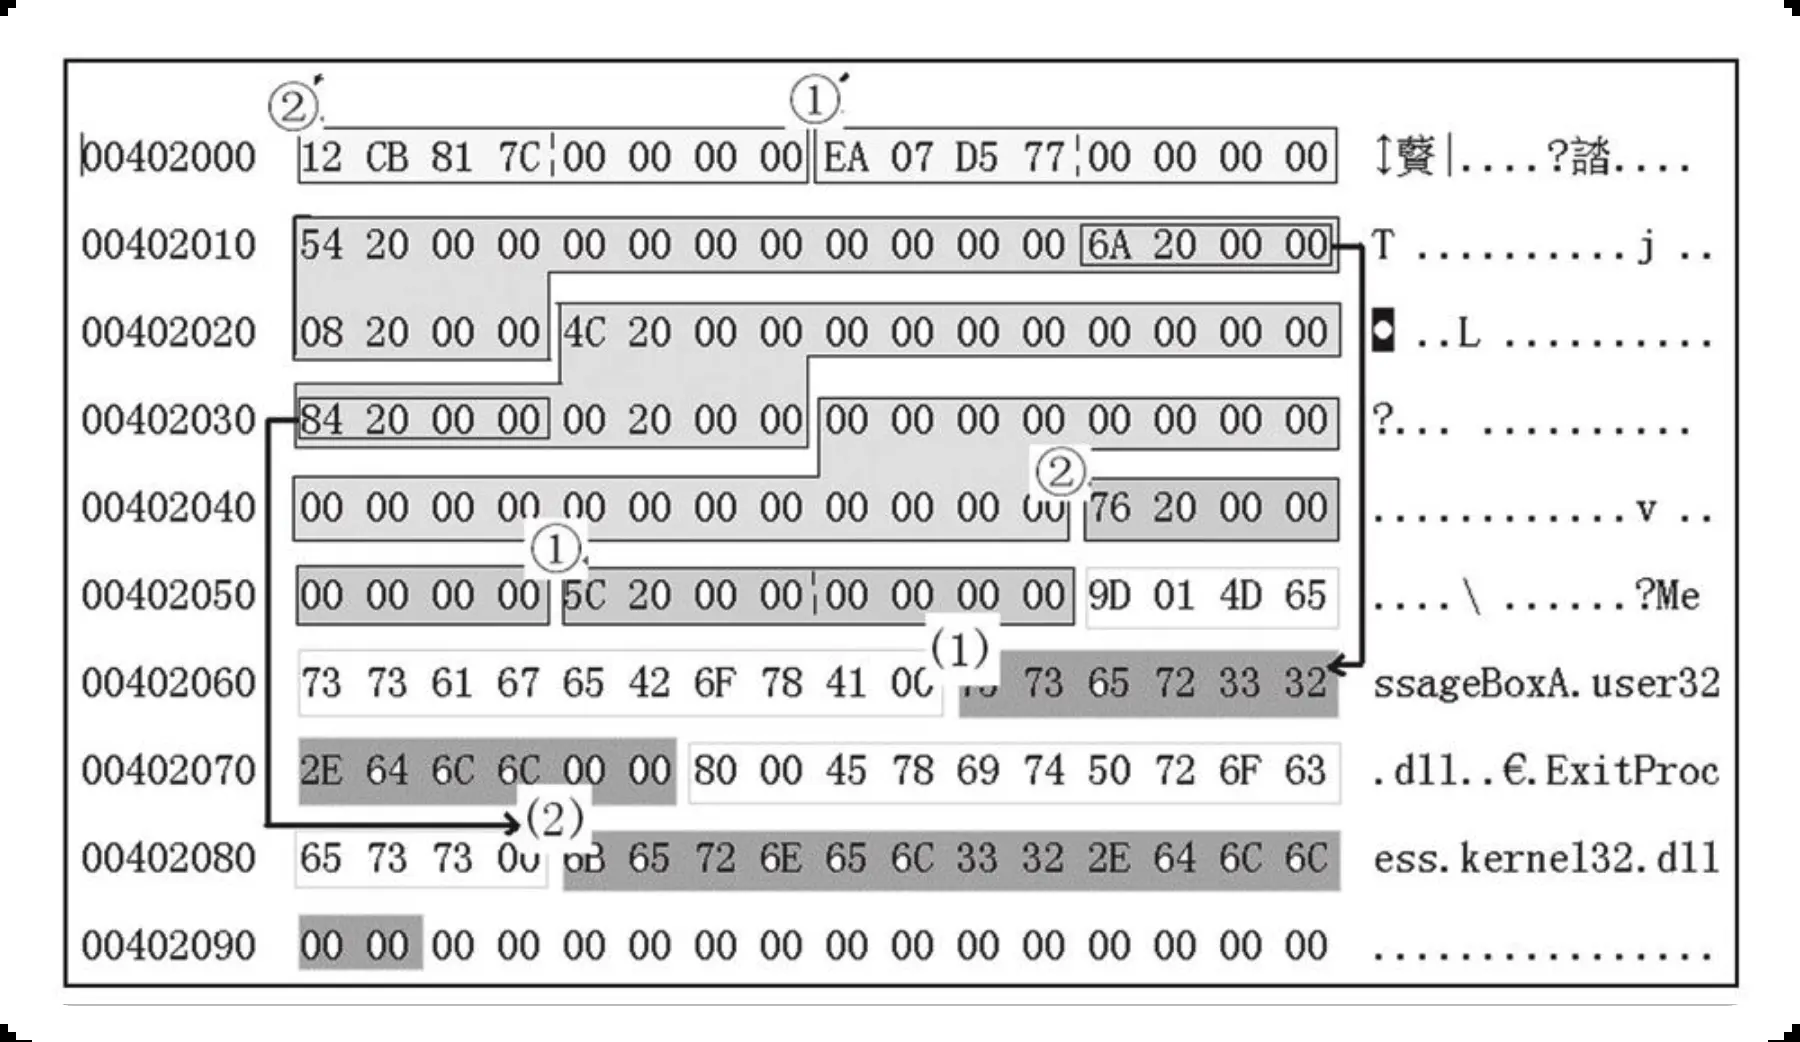 ②′ ①′
00402000 12 CB 81 7C 00 00 00 00 EA 07 D5 77 00 00 00 00 ↕蠶|....?誻....
00402010 54 20 00 00 00 00 00 00 00 00 00 00 6A 20 00 00 T ..........j ..
00402020 08 20 00 00 4C 20 00 00 00 00 00 00 00 00 00 00 ◘ ..L ..........
00402030 84 20 00 00 00 20 00 00 00 00 00 00 00 00 00 00 ?... ..........
②
00402040 00 00 00 00 00 00 00 00 00 00 00 00 76 20 00 00 ............v ..
①
00402050 00 00 00 00 5C 20 00 00 00 00 00 00 9D 01 4D 65 ....\ ......?Me
(1)
00402060 73 73 61 67 65 42 6F 78 41 00 75 73 65 72 33 32 ssageBoxA.user32
00402070 2E 64 6C 6C 00 00 80 00 45 78 69 74 50 72 6F 63 .dll..€.ExitProc
(2)
00402080 65 73 73 00 6B 65 72 6E 65 6C 33 32 2E 64 6C 6C ess.kernel32.dll
00402090 00 00 00 00 00 00 00 00 00 00 00 00 00 00 00 00 ................